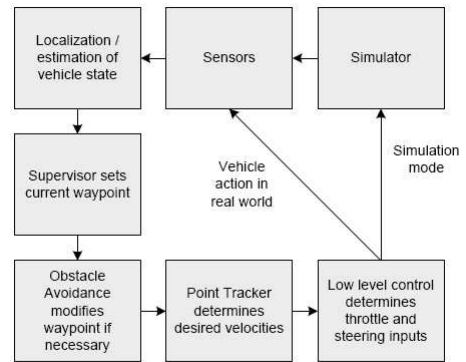 Localization /
estimation of
vehicle state
Sensors
Simulator
Supervisor sets
current waypoint
Vehicle
action in
real world
Simulation
mode
Obstacle
Avoidance
modifies
waypoint if
necessary
Point Tracker
determines
desired velocities
Low level control
determines
throttle and
steering inputs